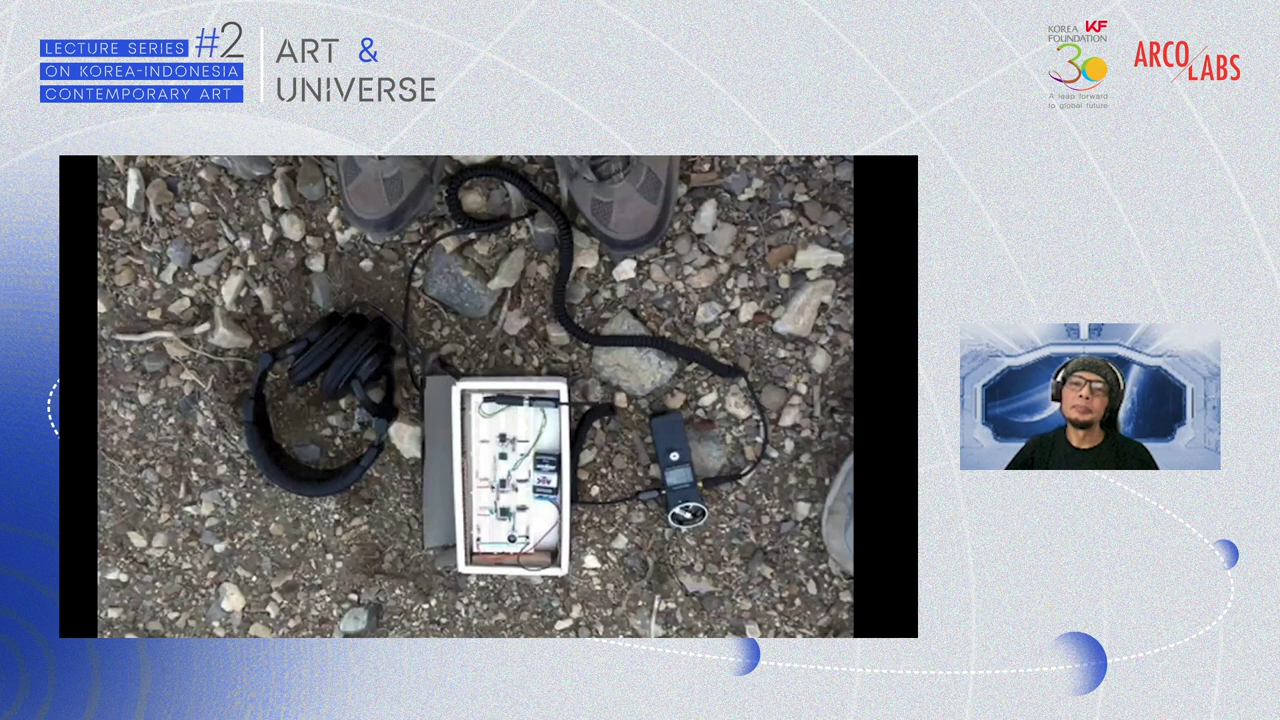 LECTURE SERIES #2
ON KOREA-INDONESIA
CONTEMPORARY ART
ART &
UNIVERSE
KOREA KF
FOUNDATION
30
A leap forward
to global future
ARCO LABS